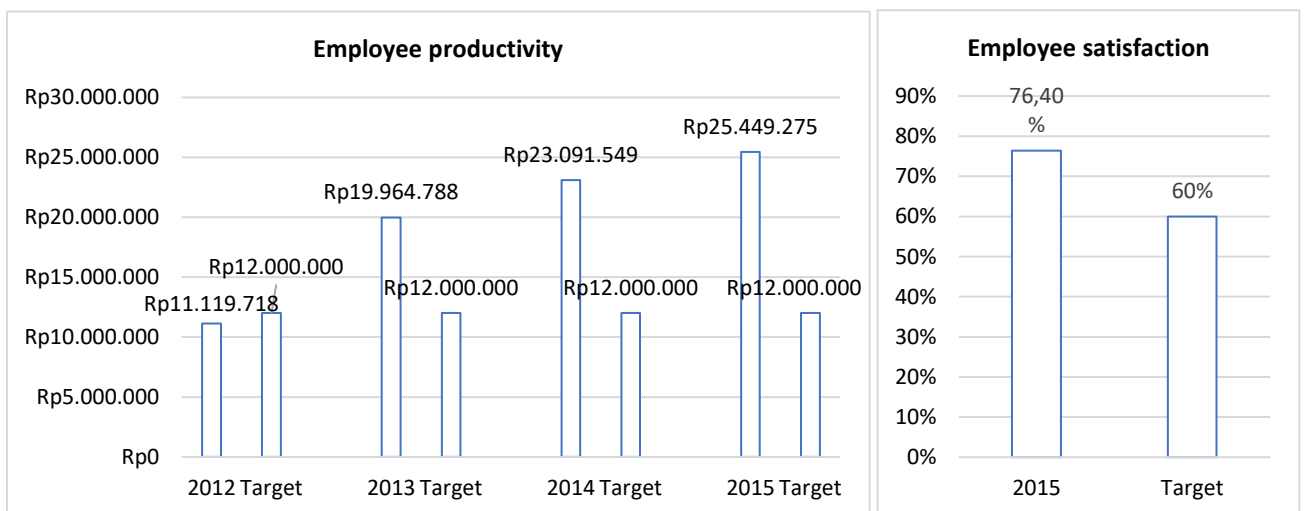 Employee productivity
Rp30.000.000
Rp25.000.000
Rp20.000.000
Rp15.000.000
Rp10.000.000
Rp5.000.000
Rp0
Rp11.119.718
Rp12.000.000
Rp19.964.788
Rp12.000.000
Rp23.091.549
Rp12.000.000
Rp25.449.275
Rp12.000.000
2012 Target
2013 Target
2014 Target
2015 Target
Employee satisfaction
90%
80%
70%
60%
50%
40%
30%
20%
10%
0%
76,40
%
60%
2015
Target